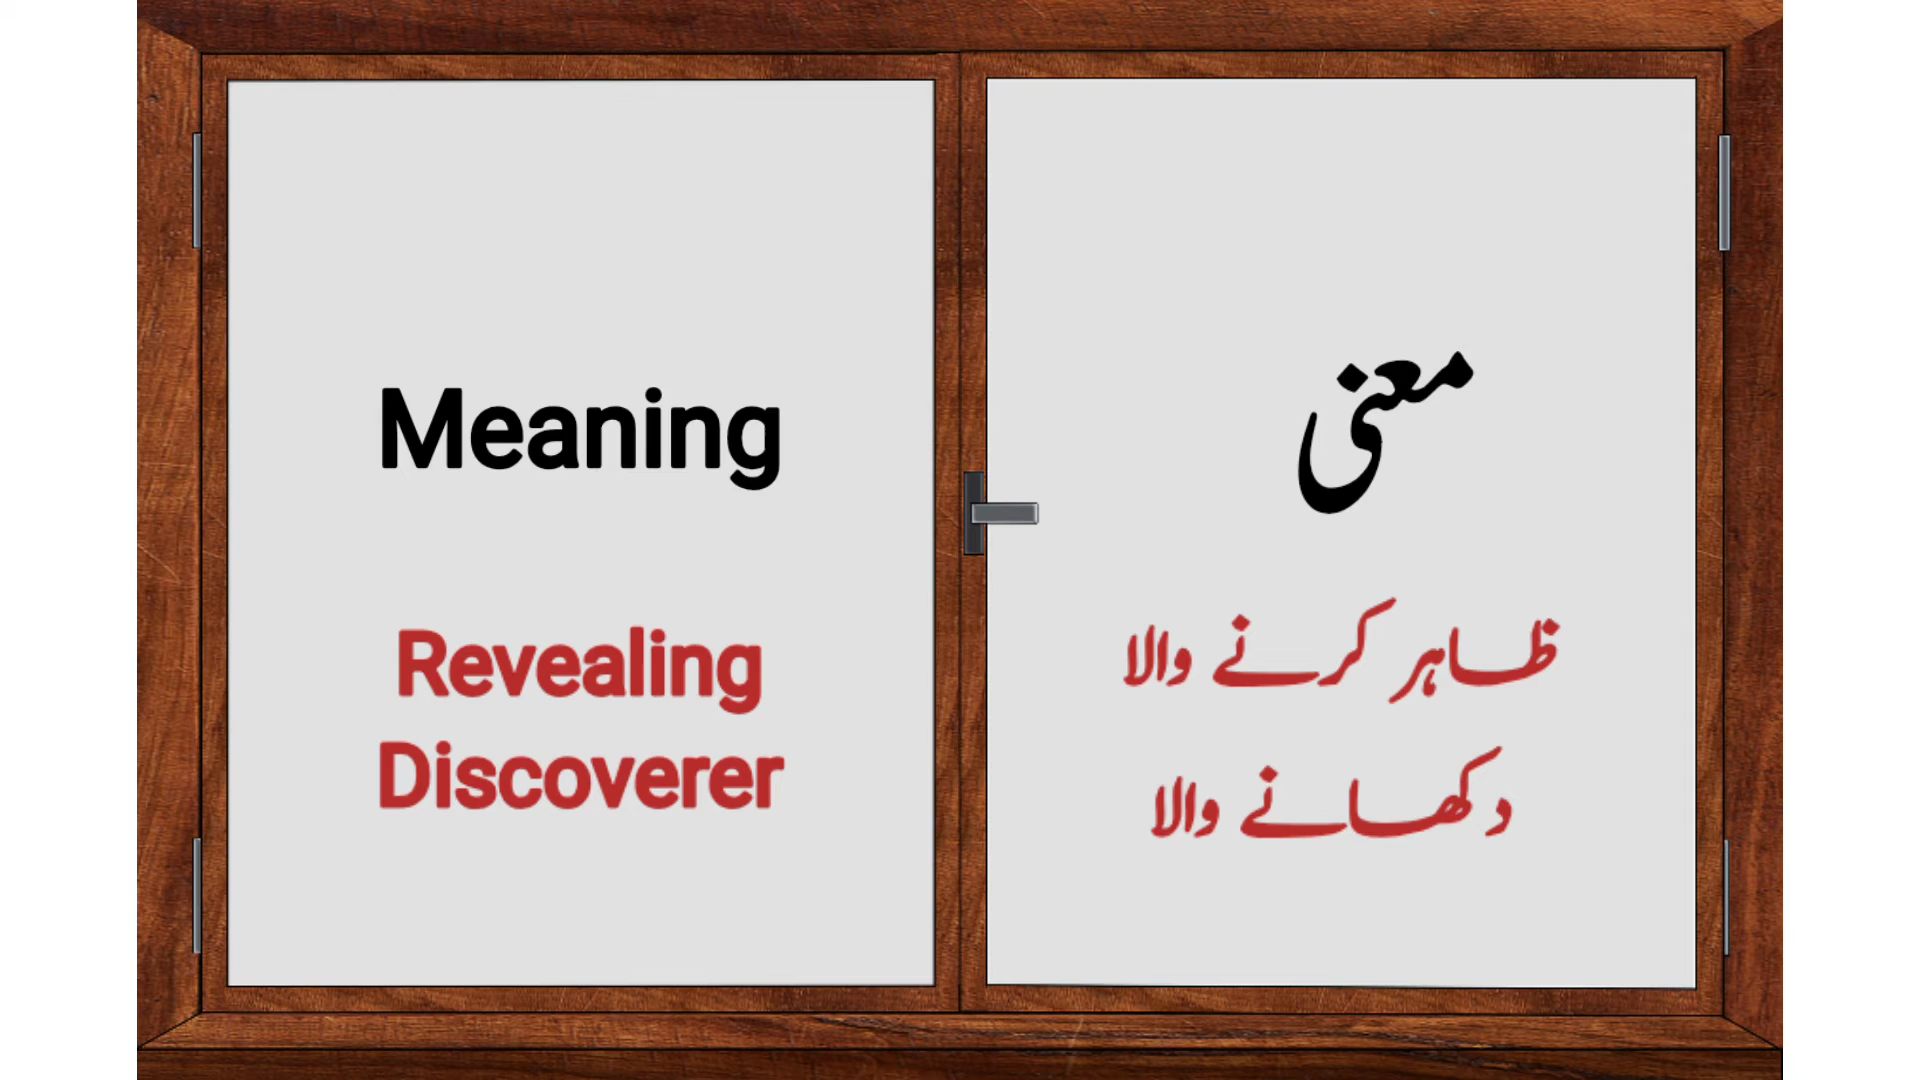 Meaning
Revealing
Discoverer
معنی
ظاہر کرنے والا
دکھانے والا